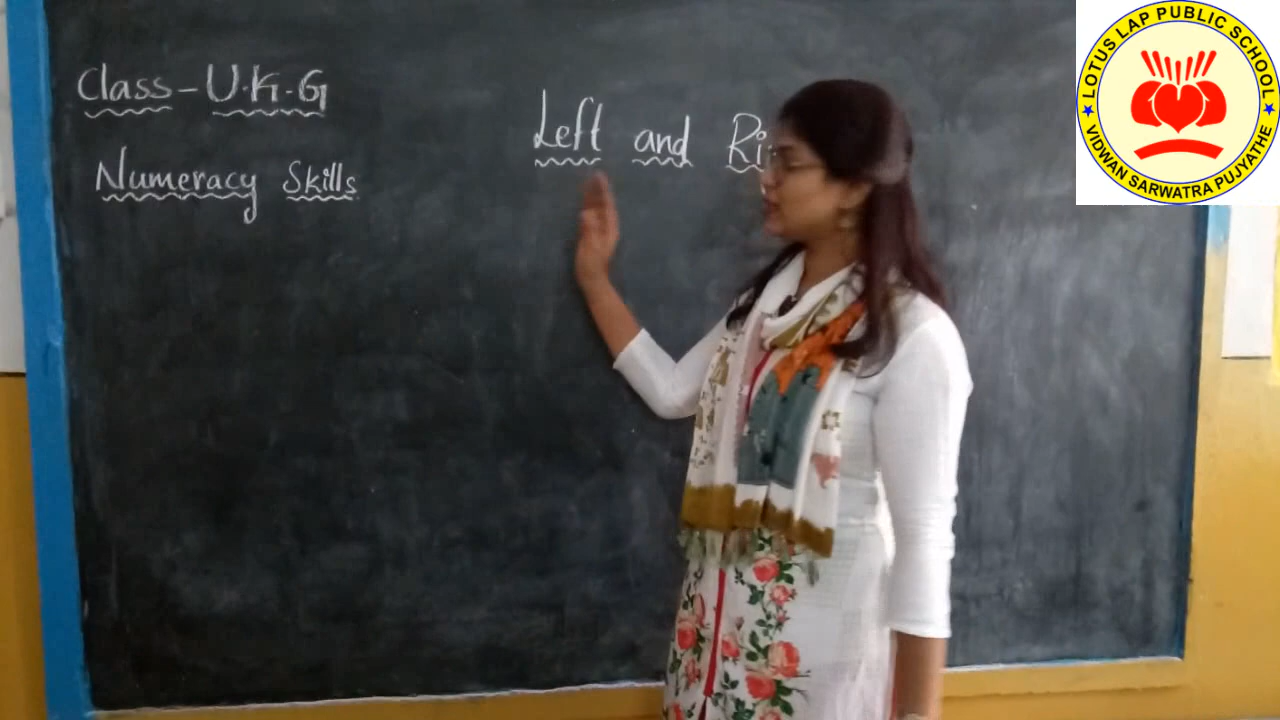 Class - U.K.G
Numeracy Skills
Left and Ri
LOTUS LAP PUBLIC SCHOOL
VIDWAN SARWATRA PUJYATHE